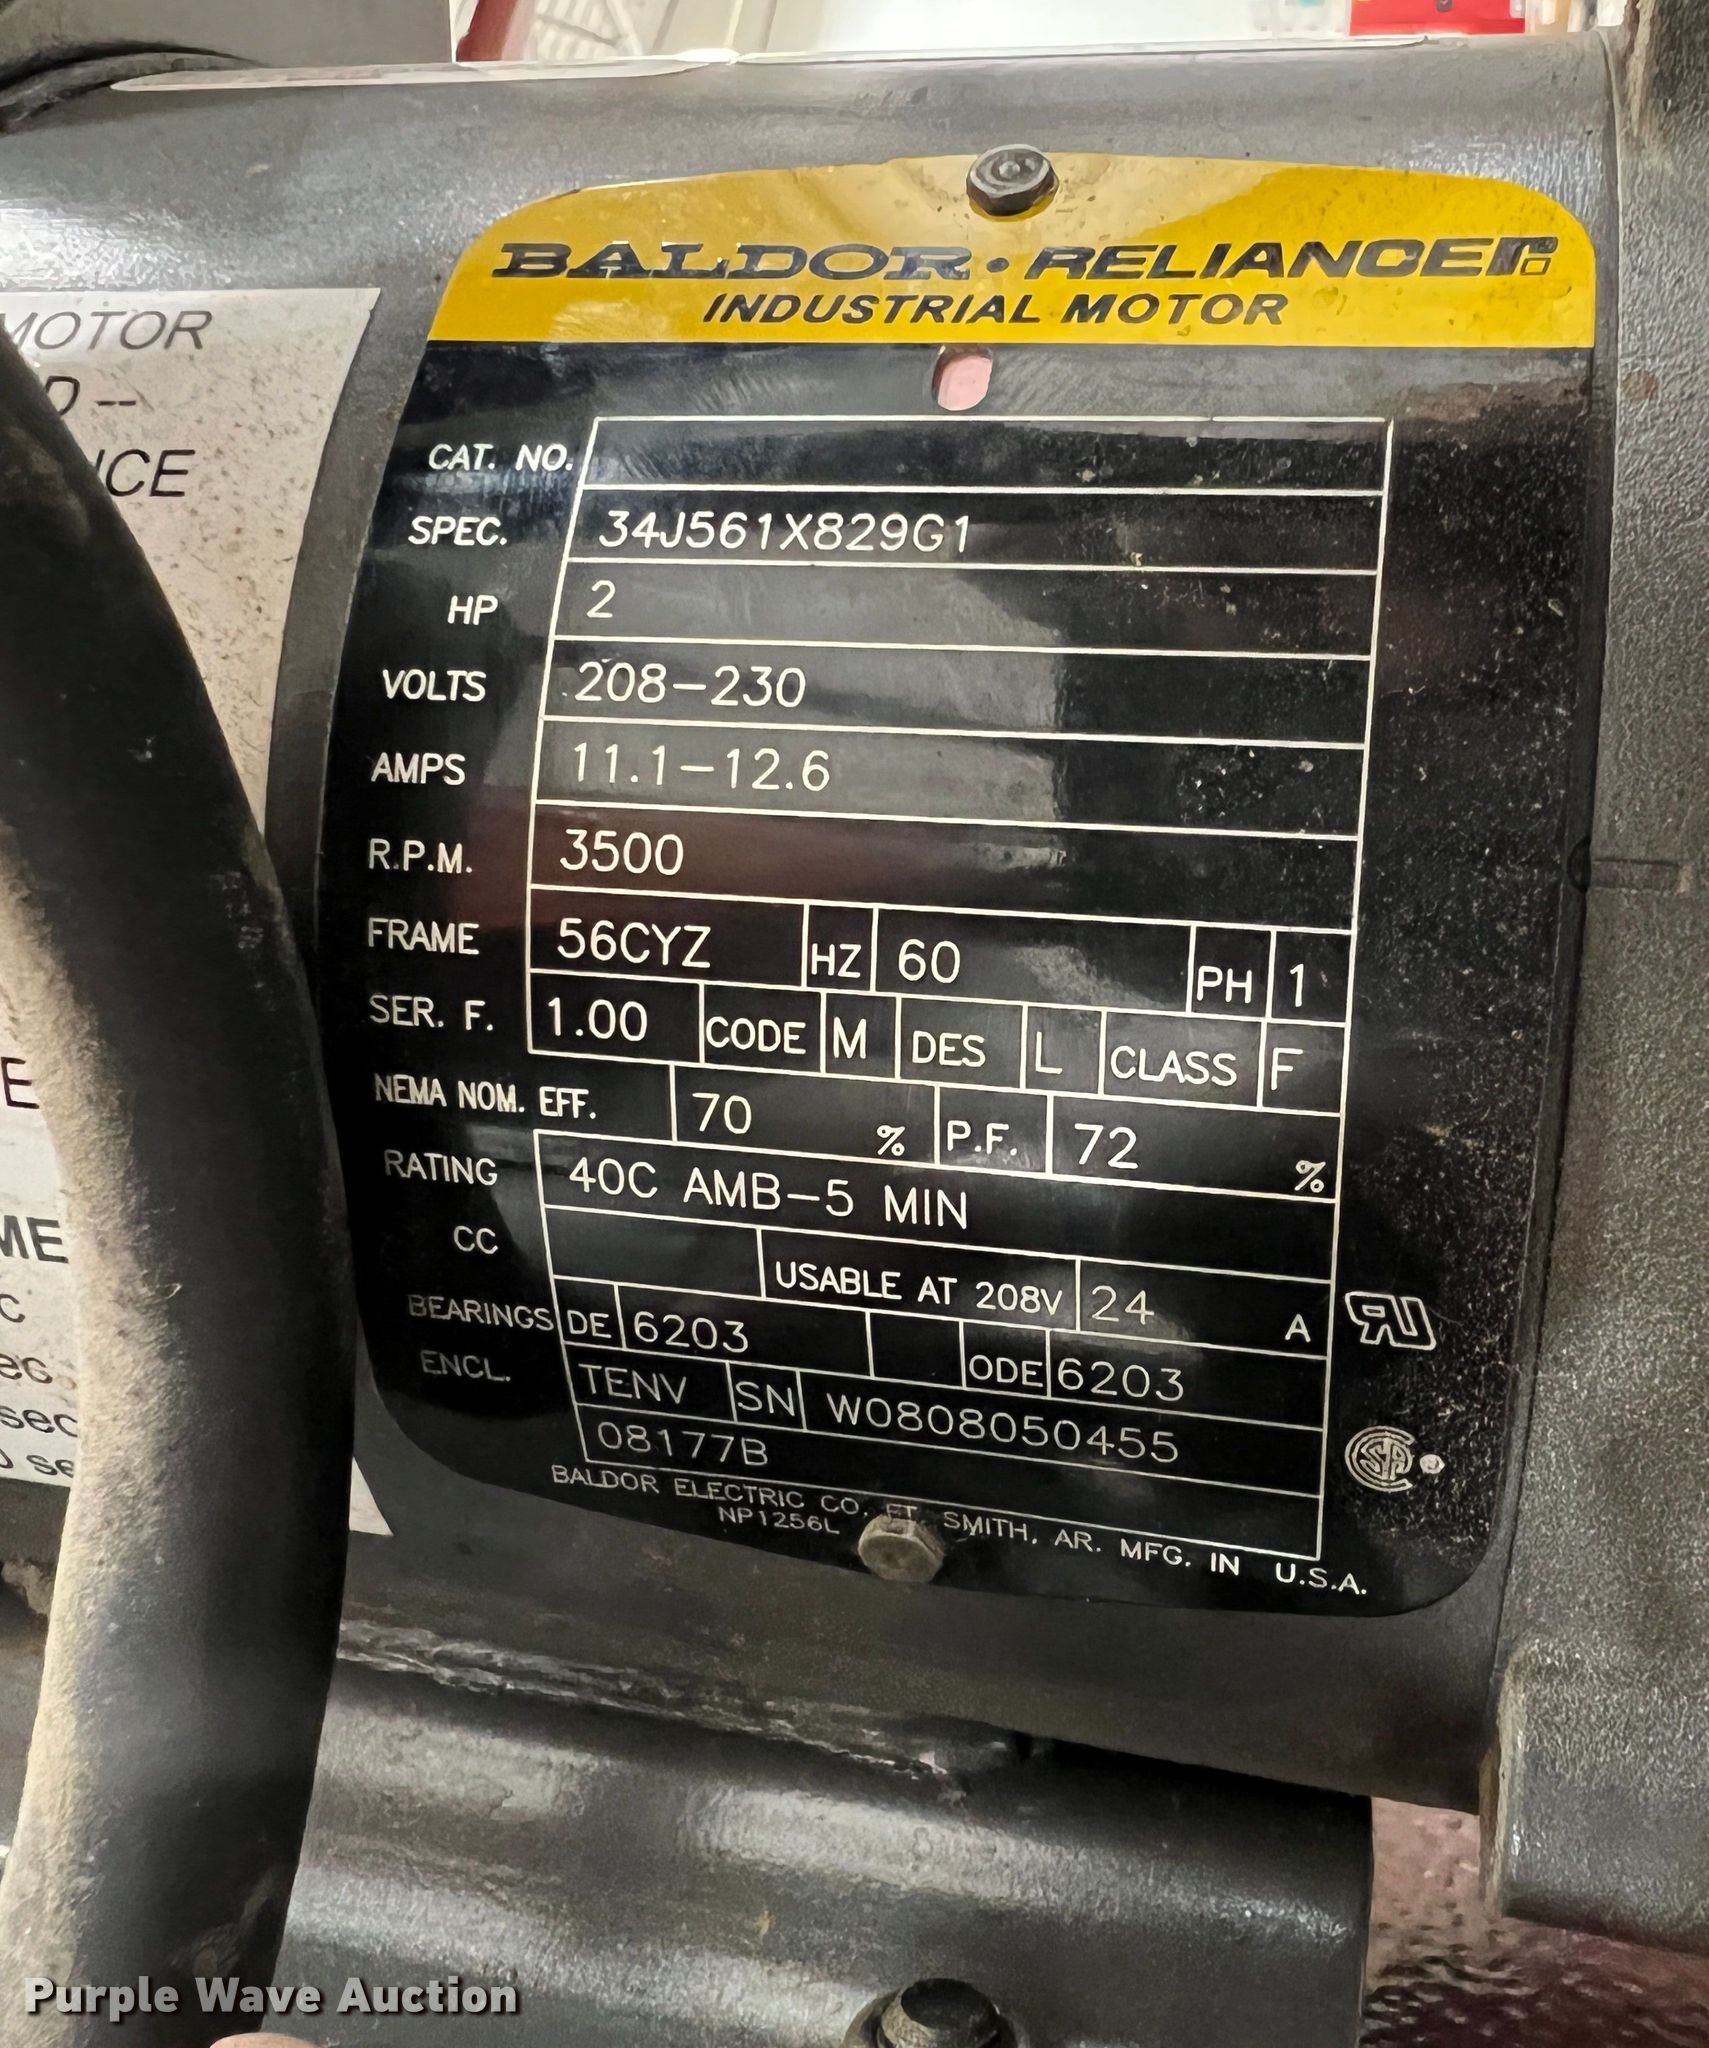 BALDOR • RELIANCE
INDUSTRIAL MOTOR
CAT. NO.
SPEC. 34J561X829G1
HP 2
VOLTS 208-230
AMPS 11.1-12.6
R.P.M. 3500
FRAME 56CYZ HZ 60 PH 1
SER. F. 1.00 CODE M DES L CLASS F
NEMA NOM. EFF. 70 % P.F. 72 %
RATING 40C AMB-5 MIN
CC USABLE AT 208V 24 A
BEARINGS DE 6203 ODE 6203
ENCL. TENV SN W0808050455
08177B
BALDOR ELECTRIC CO. FT. SMITH, AR. MFG. IN U.S.A.
NP1256L
MOTOR
D --
ICE
E
ME
C
sec
Purple Wave Auction